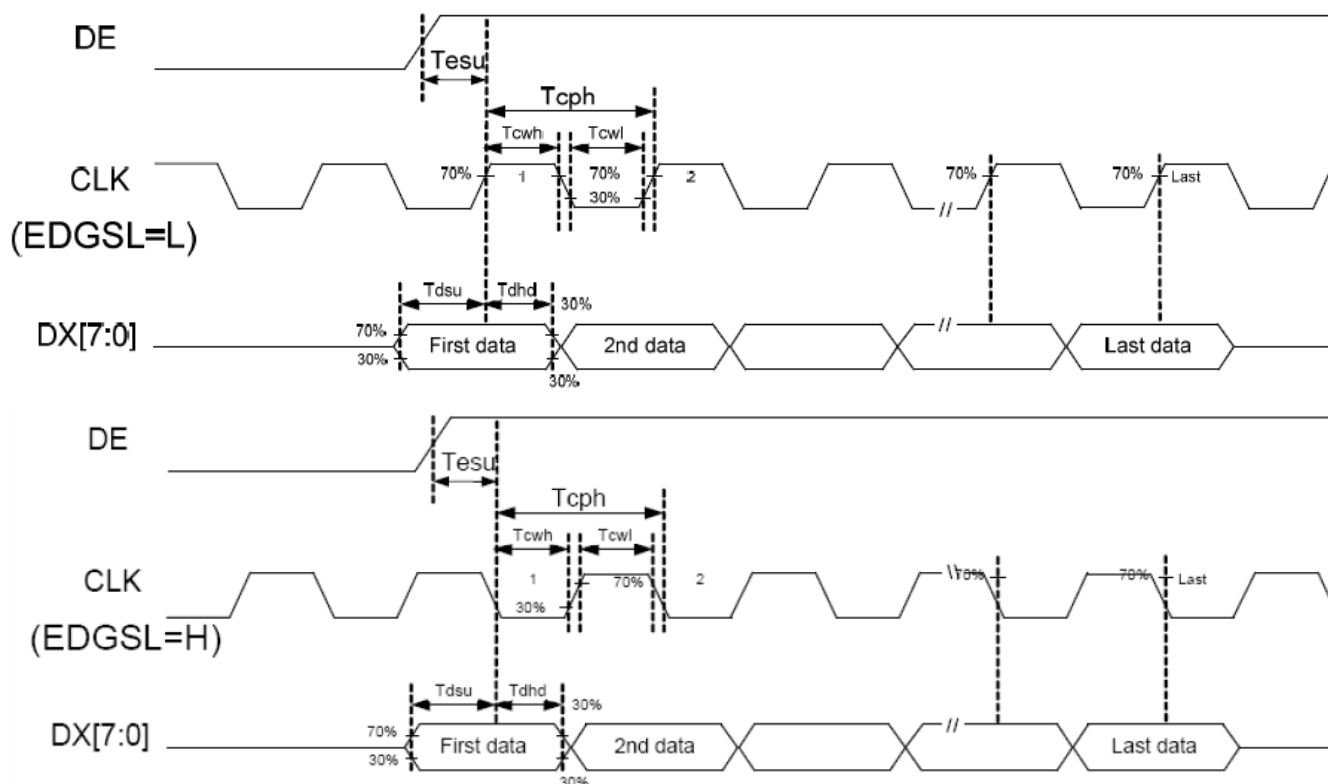 DE
Tesu
Tcph
Tcwh
Tcwl
CLK
70%
1
70%
30%
2
70%
70%
Last
(EDGSL=L)
//
Tdsu
Tdhd
30%
DX[7:0]
70%
30%
First data
2nd data
//
Last data
30%
DE
Tesu
Tcph
Tcwh
Tcwl
CLK
1
30%
70%
2
\\
70%
70%
Last
(EDGSL=H)
Tdsu
Tdhd
30%
DX[7:0]
70%
30%
First data
2nd data
//
Last data
30%